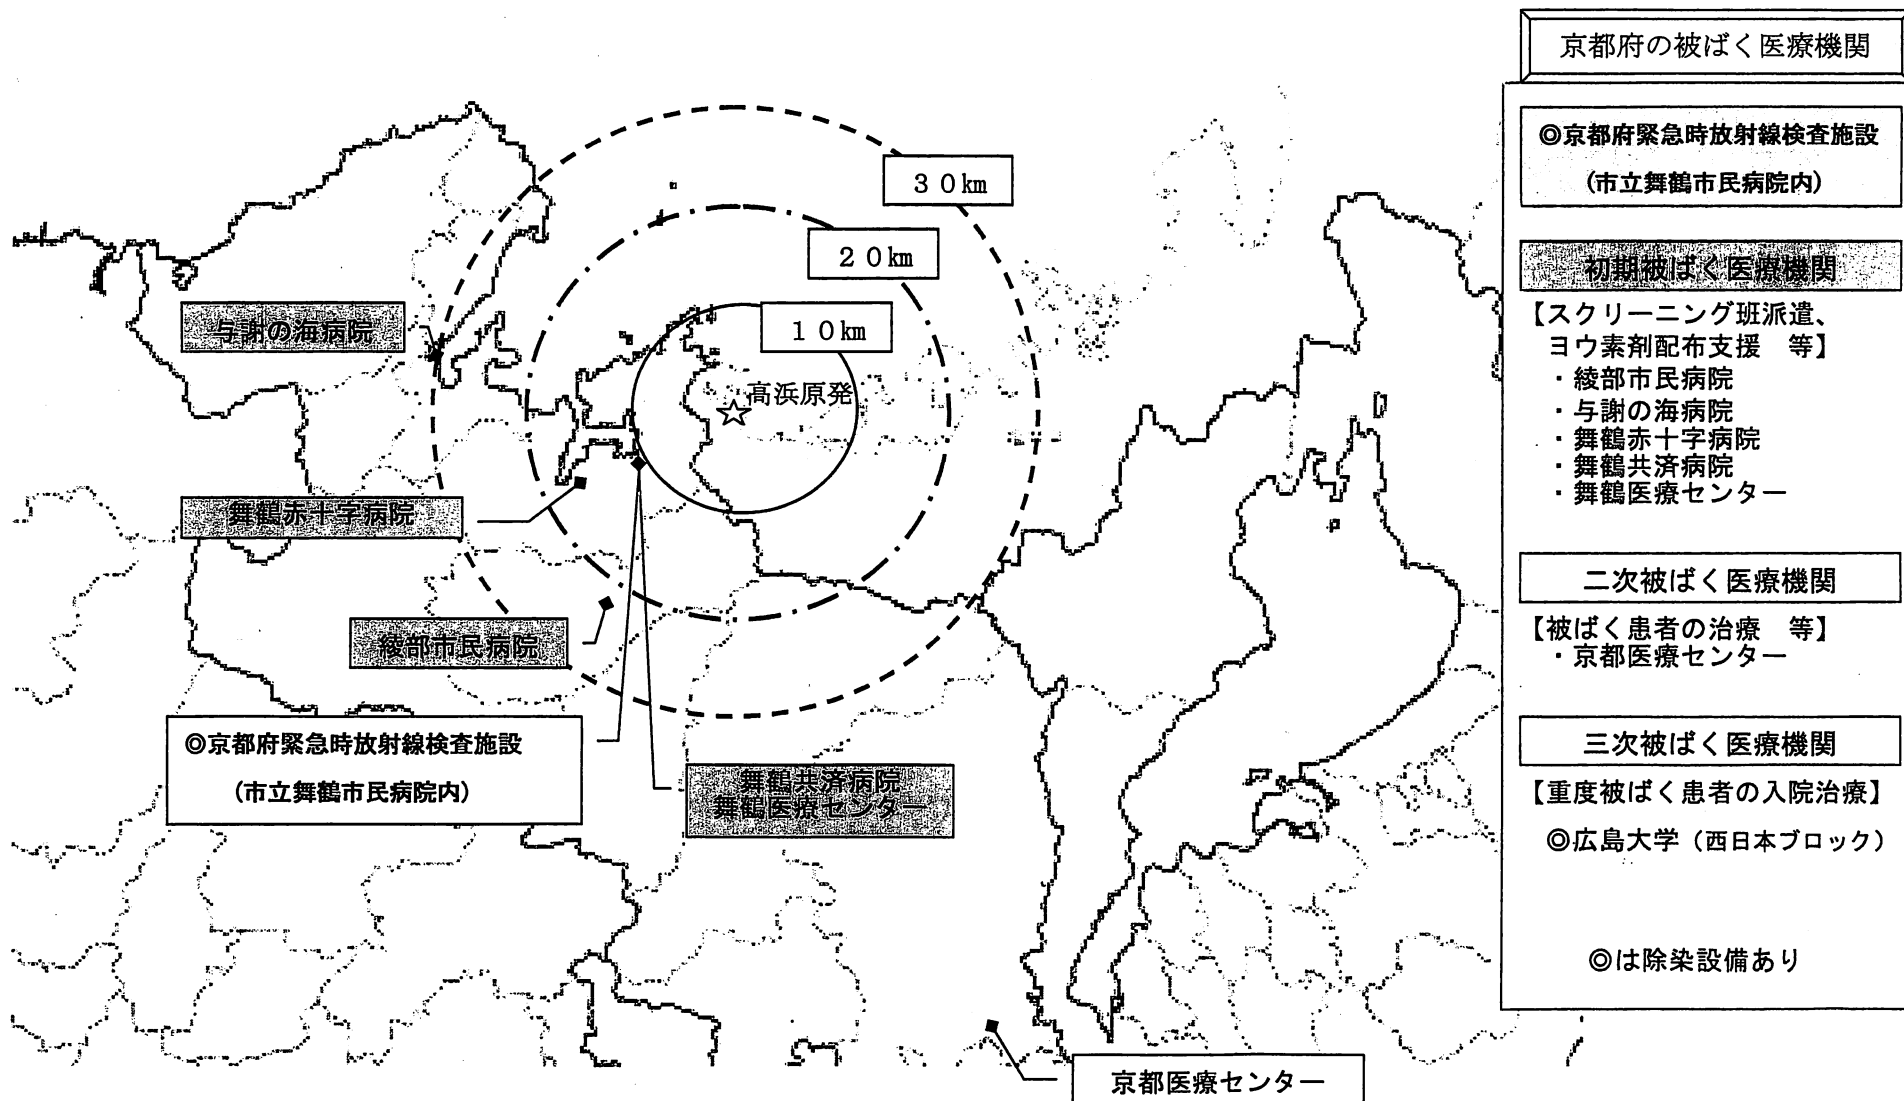 京都府の被ばく医療機関
◎京都府緊急時放射線検査施設
(市立舞鶴市民病院内)
初期被ばく医療機関
【スクリーニング班派遣、
ヨウ素剤配布支援 等】
・綾部市民病院
・与謝の海病院
・舞鶴赤十字病院
・舞鶴共済病院
・舞鶴医療センター
二次被ばく医療機関
【被ばく患者の治療 等】
・京都医療センター
三次被ばく医療機関
【重度被ばく患者の入院治療】
◎広島大学（西日本ブロック）
◎は除染設備あり
30km
20km
10km
高浜原発
与謝の海病院
舞鶴赤十字病院
綾部市民病院
◎京都府緊急時放射線検査施設
(市立舞鶴市民病院内)
舞鶴共済病院
舞鶴医療センター
京都医療センター